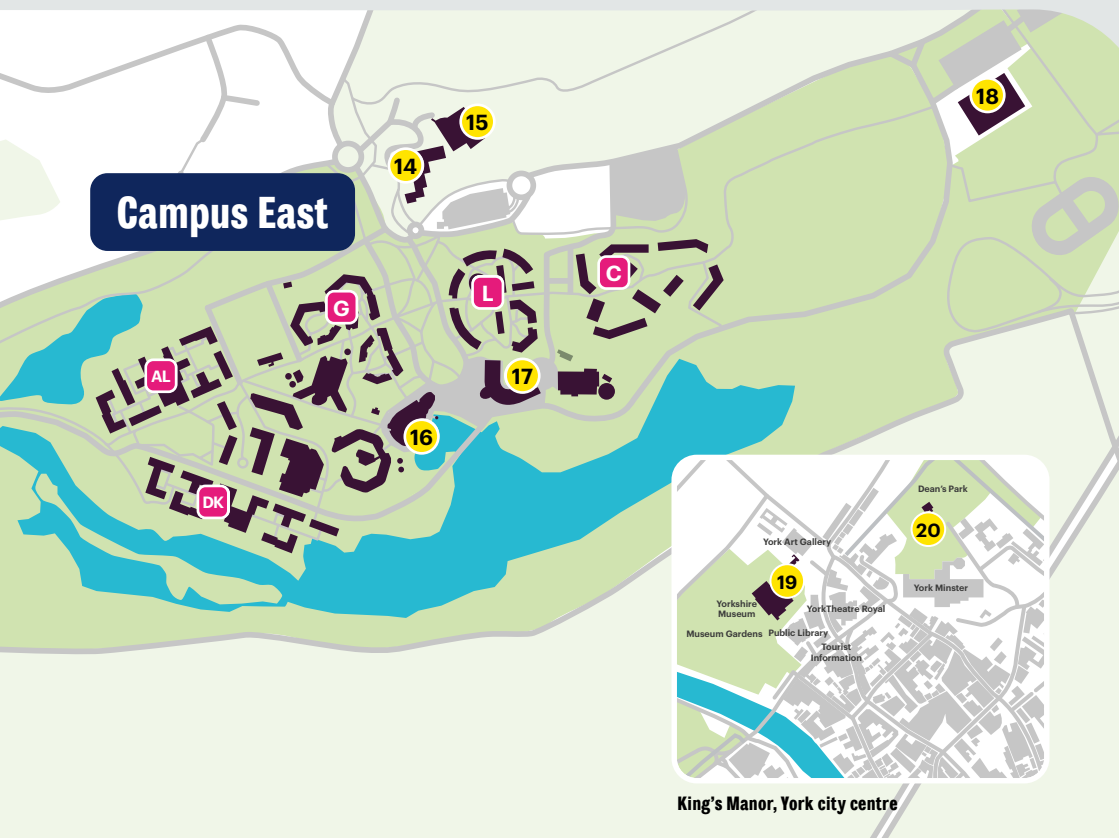 18
15
14
Campus East
C
L
G
17
AL
16
DK
Dean's Park
20
York Art Gallery
19
York Minster
Yorkshire
Museum
YorkTheatre Royal
Museum Gardens
Public Library
Tourist
Information
King's Manor, York city centre